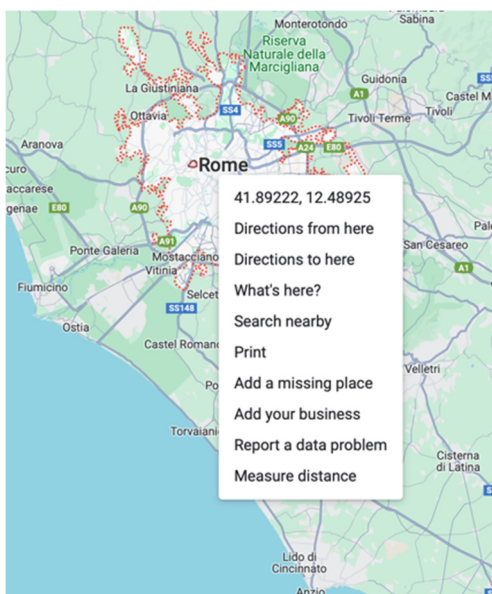 Monterotondo
Sabina
Riserva
Naturale della
Marcigliana
Guidonia
La Giustiniana
SS4
A1
Castel M
Ottavia
A90
Tivoli Terme
Tivoli
Aranova
SS5
A24
E80
Rome
curo
accarese
genae
E80
A90
41.89222, 12.48925
Directions from here
Directions to here
What's here?
Search nearby
Print
Add a missing place
Add your business
Report a data problem
Measure distance
Pal
A91
Ponte Galeria
Mostacciano
Vitinia
San Cesareo
A1
Fiumicino
Selcet
SS148
Ostia
Castel Romano
Velletri
Po
Torvaiani
Cisterna
di Latina
Lido di
Cincinnato
Anzio